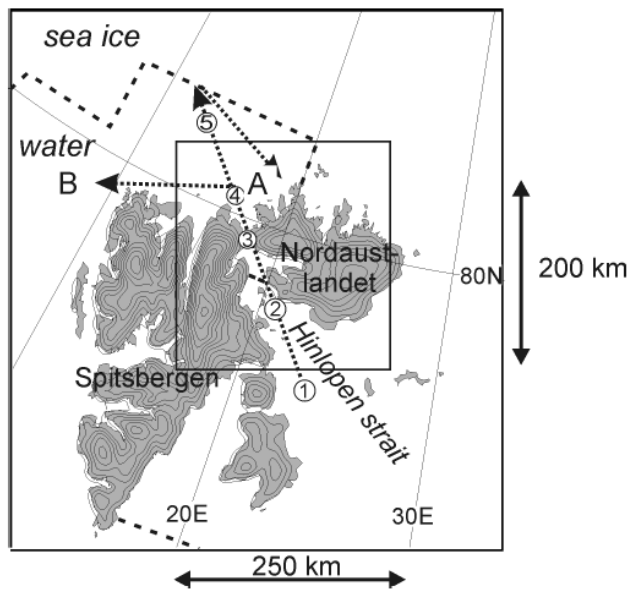 sea ice
water
5
B
A
4
3
Nordaust-
landet
80N
200 km
2
Hinlopen strait
Spitsbergen
1
20E
30E
250 km